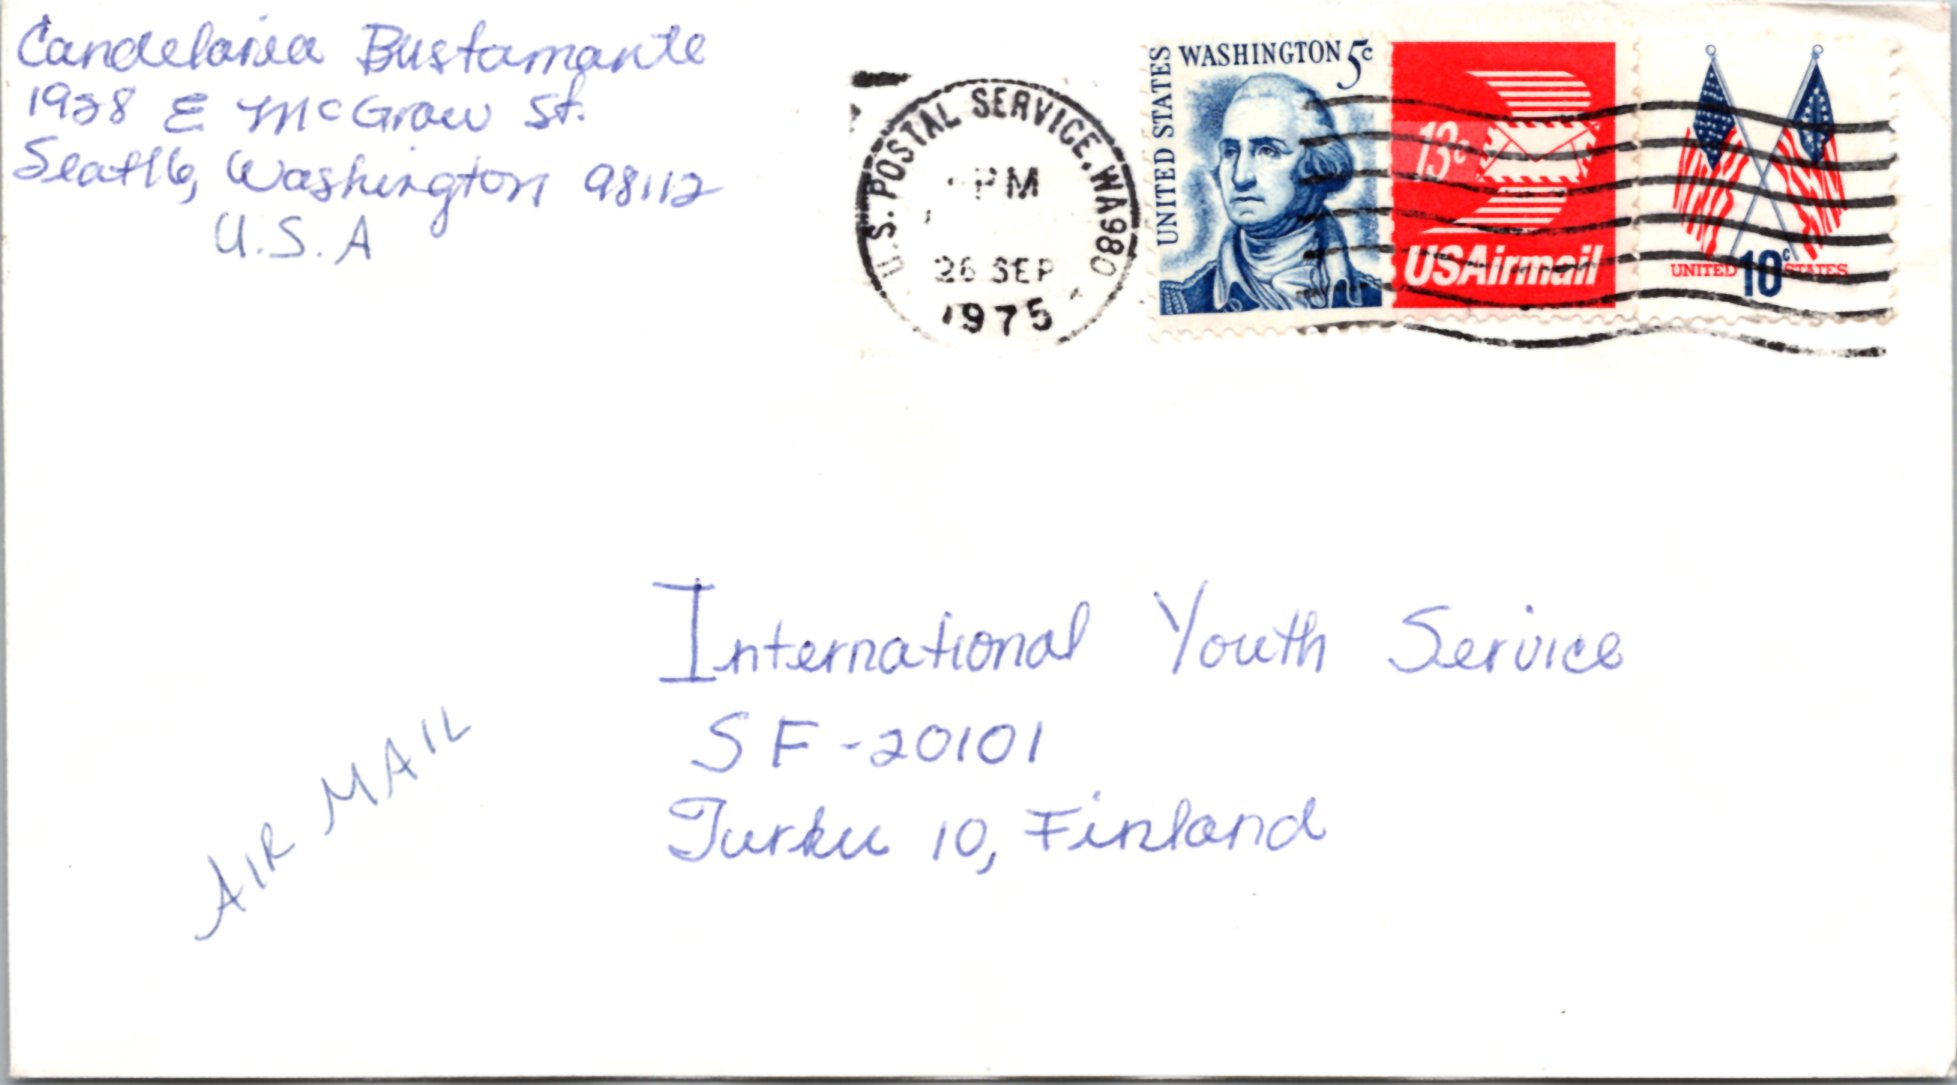 Candelaria Bustamante
1928 E McGraw St.
Seattle, Washington 98112
U.S.A
U.S. POSTAL SERVICE, WA 980
PM
26 SEP
1975
UNITED STATES
WASHINGTON 5c
13c
USAirmail
UNITED 10c STATES
International Youth Service
SF-20101
Turku 10, Finland
AIR MAIL